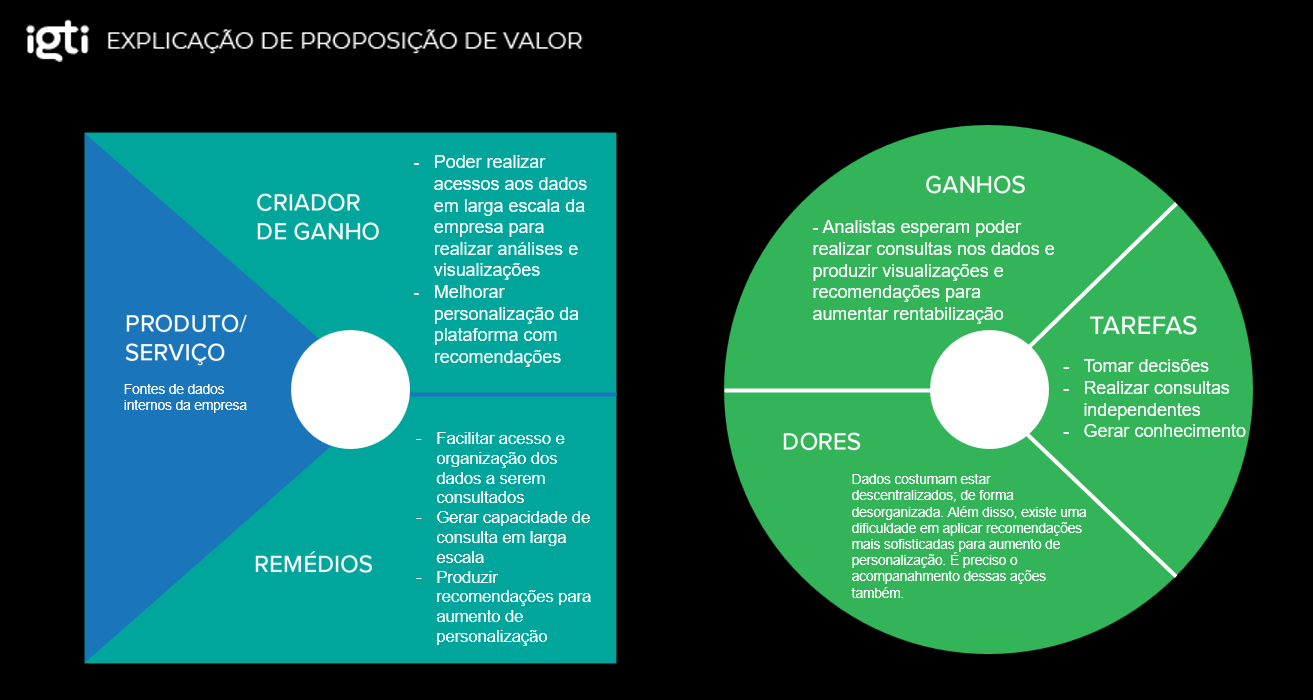 igti EXPLICAÇÃO DE PROPOSIÇÃO DE VALOR
CRIADOR
DE GANHO
- Poder realizar
acessos aos dados
em larga escala da
empresa para
realizar análises e
visualizações
- Melhorar
personalização da
plataforma com
recomendações
PRODUTO/
SERVIÇO
Fontes de dados
internos da empresa
REMÉDIOS
- Facilitar acesso e
organização dos
dados a serem
consultados
- Gerar capacidade de
consulta em larga
escala
- Produzir
recomendações para
aumento de
personalização
GANHOS
- Analistas esperam poder
realizar consultas nos dados e
produzir visualizações e
recomendações para
aumentar rentabilização
TAREFAS
- Tomar decisões
- Realizar consultas
independentes
- Gerar conhecimento
DORES
Dados costumam estar
descentralizados, de forma
desorganizada. Além disso, existe uma
dificuldade em aplicar recomendações
mais sofisticadas para aumento de
personalização. É preciso o
acompanahmento dessas ações
também.